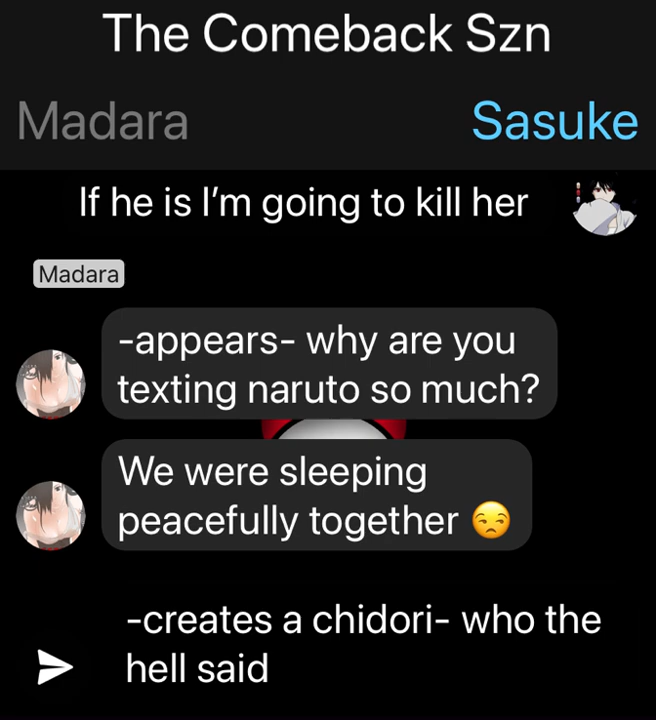 The Comeback Szn
Madara Sasuke
If he is I’m going to kill her
Madara
-appears- why are you
texting naruto so much?
We were sleeping
peacefully together 😒
-creates a chidori- who the
hell said